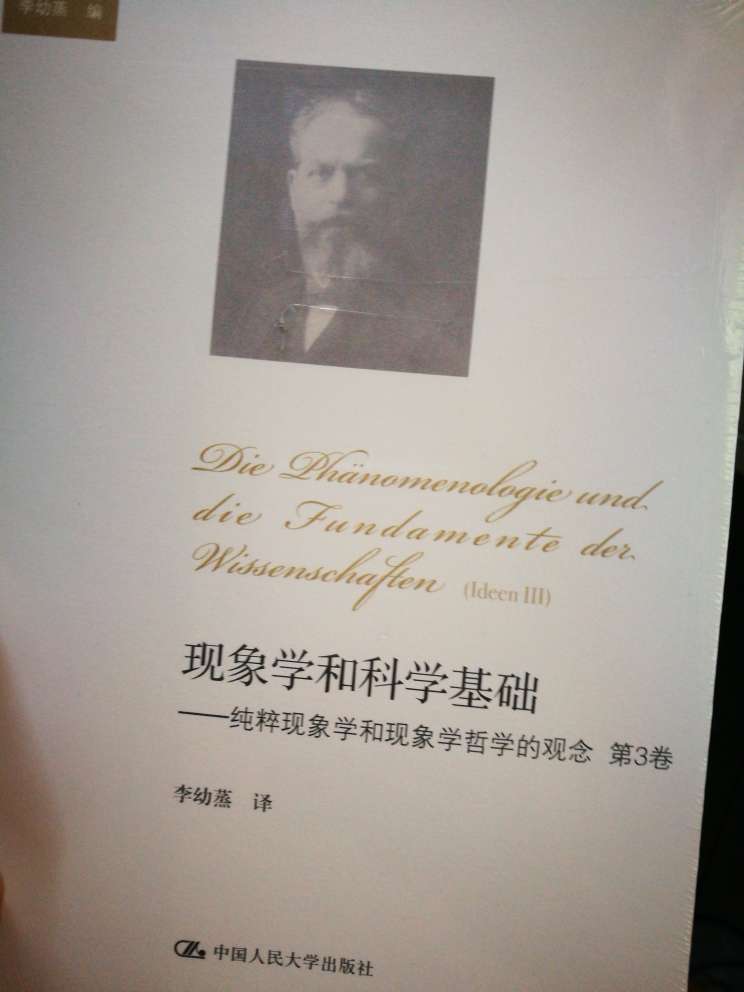 李幼蒸 编
Die Phänomenologie und
die Fundamente der
Wissenschaften (Ideen III)
现象学和科学基础
——纯粹现象学和现象学哲学的观念 第3卷
李幼蒸 译
中国人民大学出版社